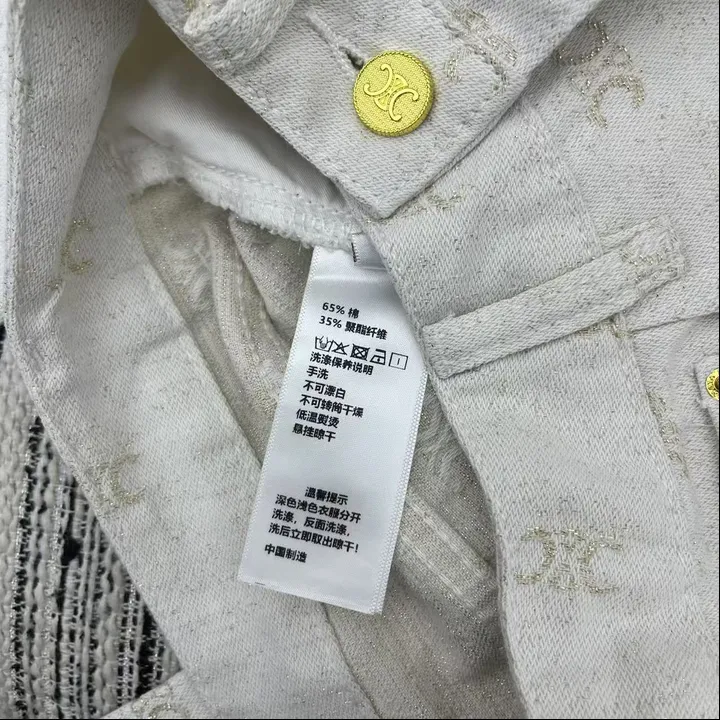 65% 棉
35% 聚酯纤维
洗涤保养说明
手洗
不可漂白
不可转筒干燥
低温熨烫
悬挂晾干
温馨提示
深色浅色衣服分开
洗涤，反面洗涤，
洗后立即取出晾干！
中国制造